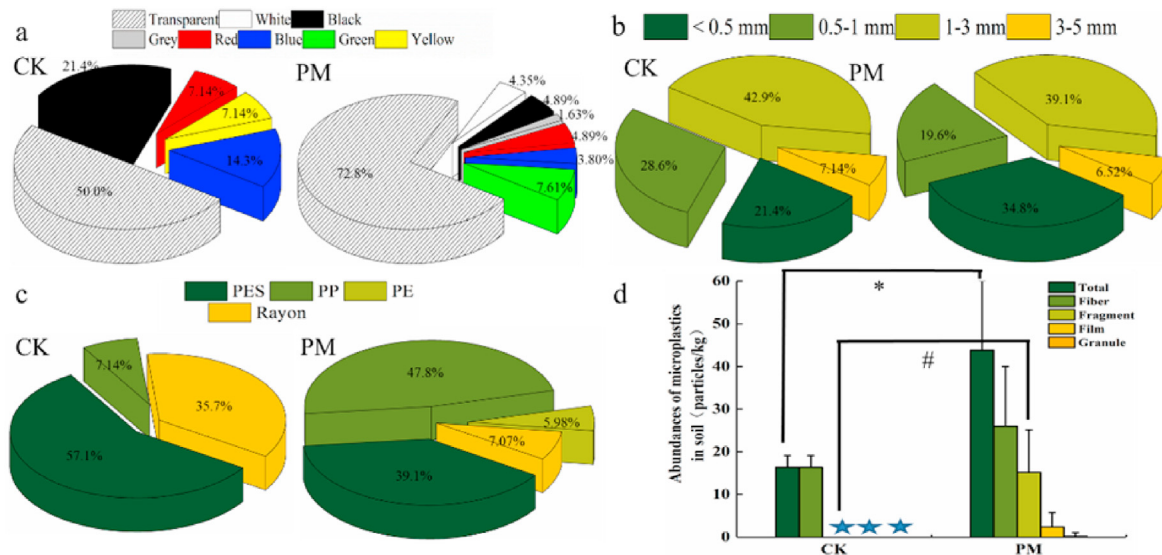 a
Transparent White Black
Grey Red Blue Green Yellow
CK
21.4%
7.14%
7.14%
14.3%
50.0%
PM
4.35%
4.89%
1.63%
4.89%
3.80%
7.61%
72.8%
b
< 0.5 mm 0.5-1 mm 1-3 mm 3-5 mm
CK
42.9%
28.6%
7.14%
21.4%
PM
39.1%
19.6%
6.52%
34.8%
c
PES PP PE
Rayon
CK
7.14%
35.7%
57.1%
PM
47.8%
5.98%
7.07%
39.1%
d
Abundances of microplastics
in soil (particles/kg)
60
50
40
30
20
10
0
*
#
Total
Fiber
Fragment
Film
Granule
CK
PM